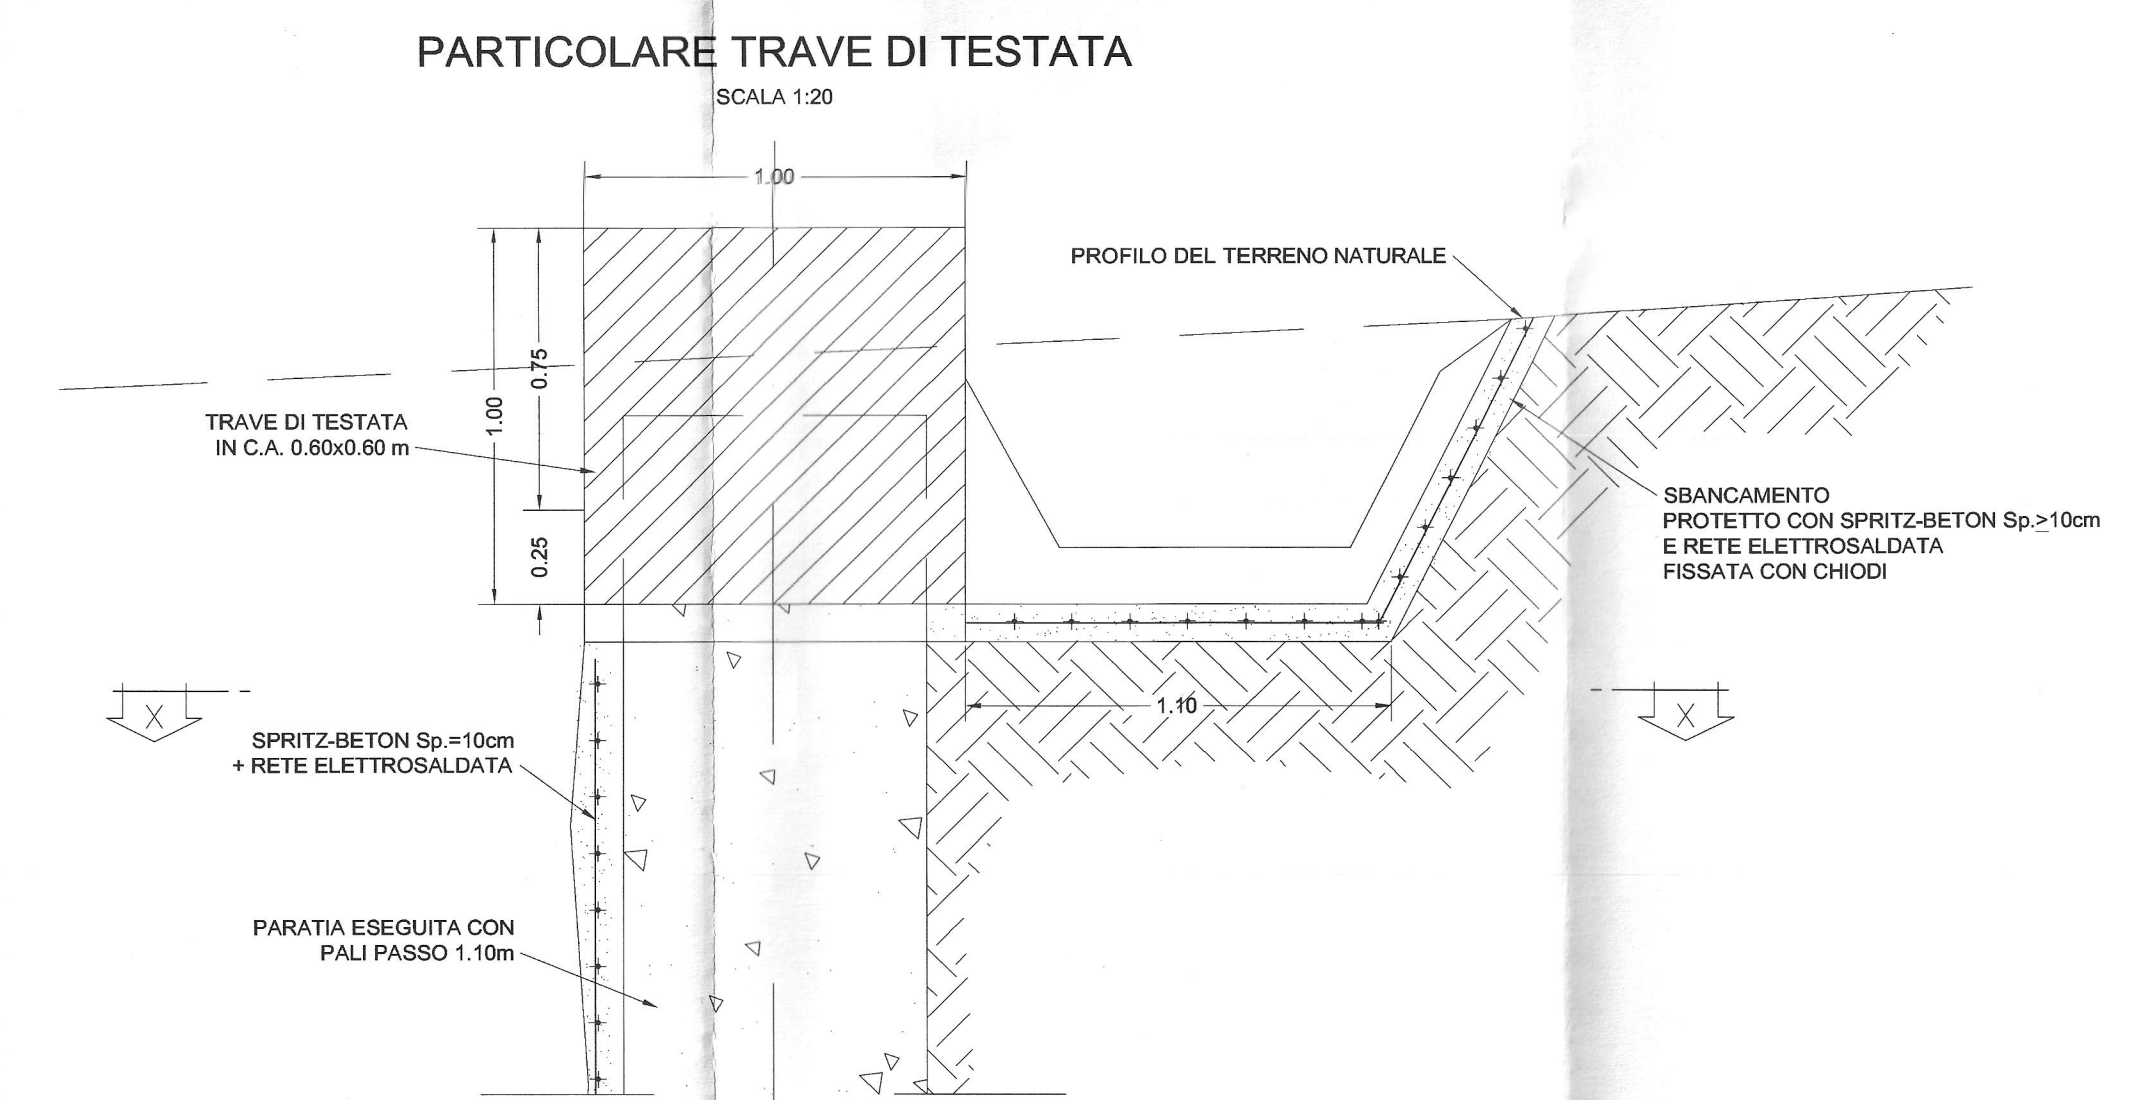 PARTICOLARE TRAVE DI TESTATA
SCALA 1:20
1.00
PROFILO DEL TERRENO NATURALE
0.75
1.00
TRAVE DI TESTATA
IN C.A. 0.60x0.60 m
0.25
SBANCAMENTO
PROTETTO CON SPRITZ-BETON Sp.≥10cm
E RETE ELETTROSALDATA
FISSATA CON CHIODI
1.10
X
X
SPRITZ-BETON Sp.=10cm
+ RETE ELETTROSALDATA
PARATIA ESEGUITA CON
PALI PASSO 1.10m